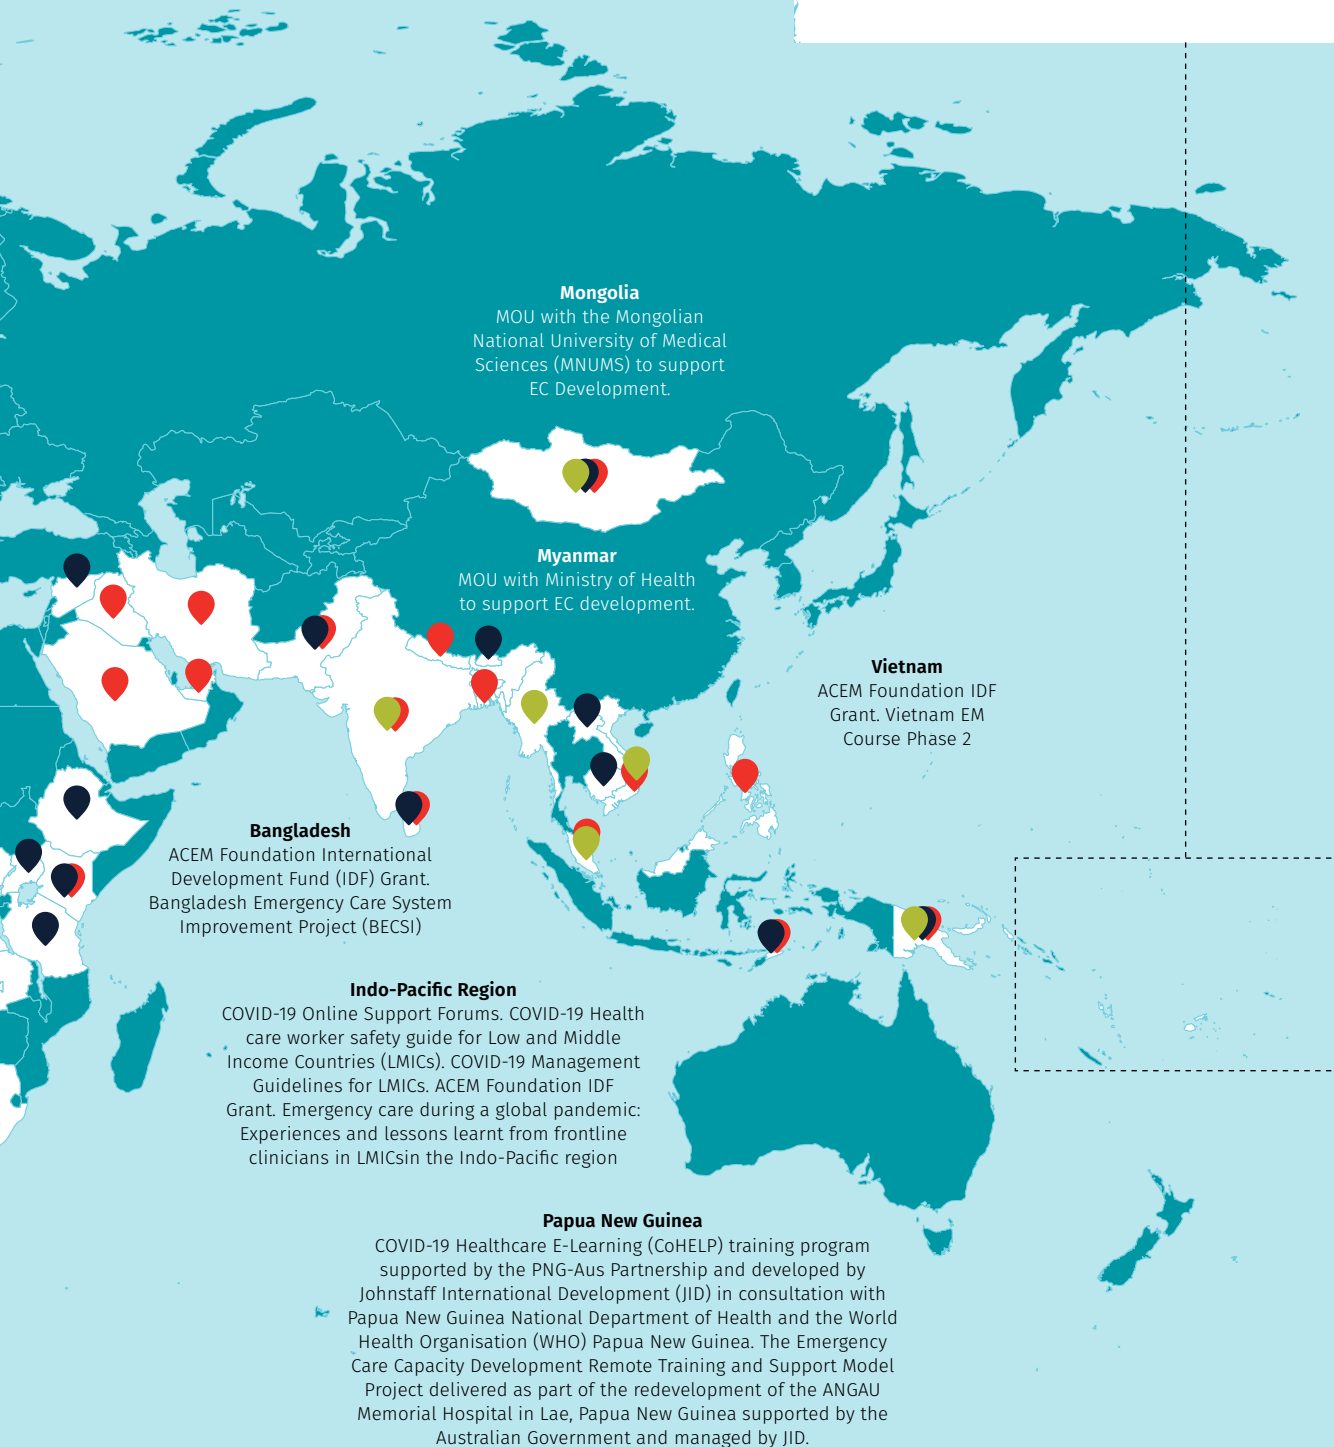 Mongolia
MOU with the Mongolian
National University of Medical
Sciences (MNUMS) to support
EC Development.
Myanmar
MOU with Ministry of Health
to support EC development.
Vietnam
ACEM Foundation IDF
Grant. Vietnam EM
Course Phase 2
Bangladesh
ACEM Foundation International
Development Fund (IDF) Grant.
Bangladesh Emergency Care System
Improvement Project (BECSI)
Indo-Pacific Region
COVID-19 Online Support Forums. COVID-19 Health
care worker safety guide for Low and Middle
Income Countries (LMICs). COVID-19 Management
Guidelines for LMICs. ACEM Foundation IDF
Grant. Emergency care during a global pandemic:
Experiences and lessons learnt from frontline
clinicians in LMICsin the Indo-Pacific region
Papua New Guinea
COVID-19 Healthcare E-Learning (CoHELP) training program
supported by the PNG-Aus Partnership and developed by
Johnstaff International Development (JID) in consultation with
Papua New Guinea National Department of Health and the World
Health Organisation (WHO) Papua New Guinea. The Emergency
Care Capacity Development Remote Training and Support Model
Project delivered as part of the redevelopment of the ANGAU
Memorial Hospital in Lae, Papua New Guinea supported by the
Australian Government and managed by JID.